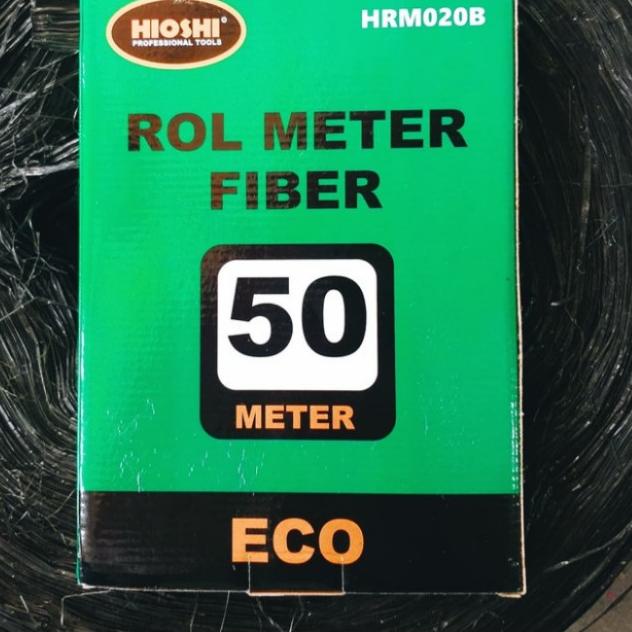 HIOSHI®
PROFESSIONAL TOOLS
HRM020B
ROL METER
FIBER
50
METER
ECO